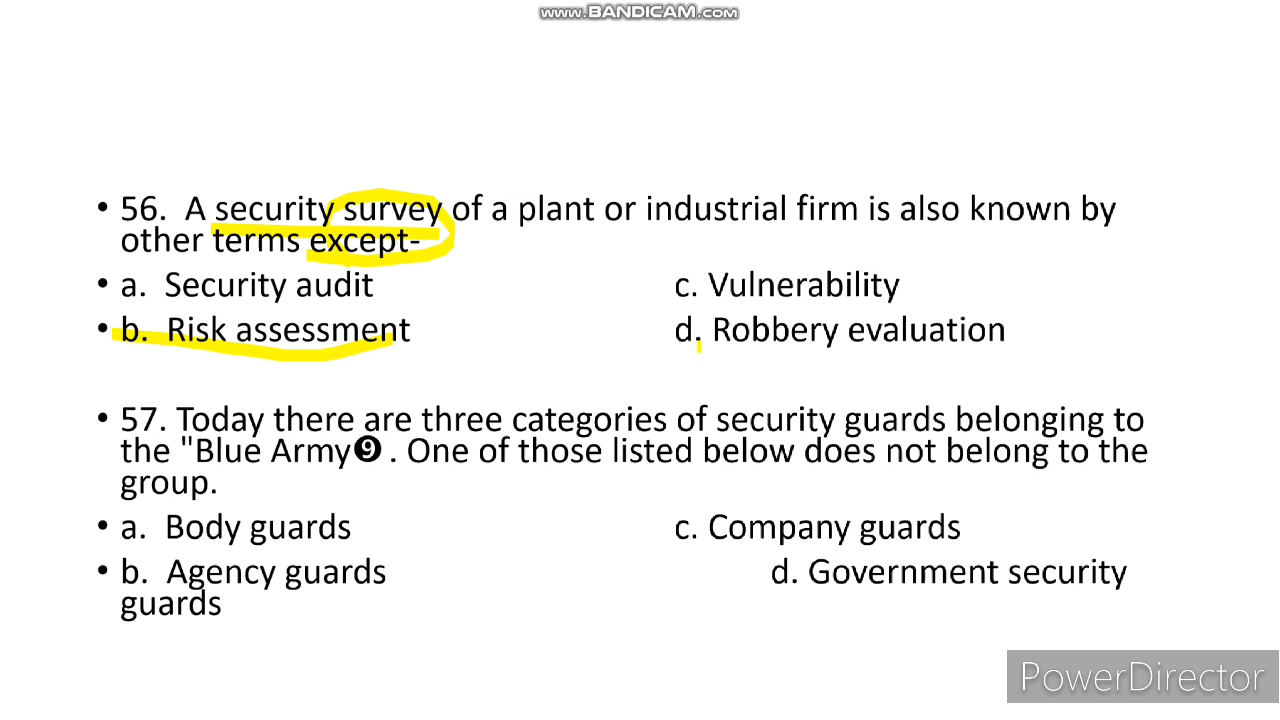 www.BANDICAM.com
• 56. A security survey of a plant or industrial firm is also known by
other terms except-
• a. Security audit c. Vulnerability
• b. Risk assessment d. Robbery evaluation
• 57. Today there are three categories of security guards belonging to
the "Blue Army❾ . One of those listed below does not belong to the
group.
• a. Body guards c. Company guards
• b. Agency guards d. Government security
guards
PowerDirector